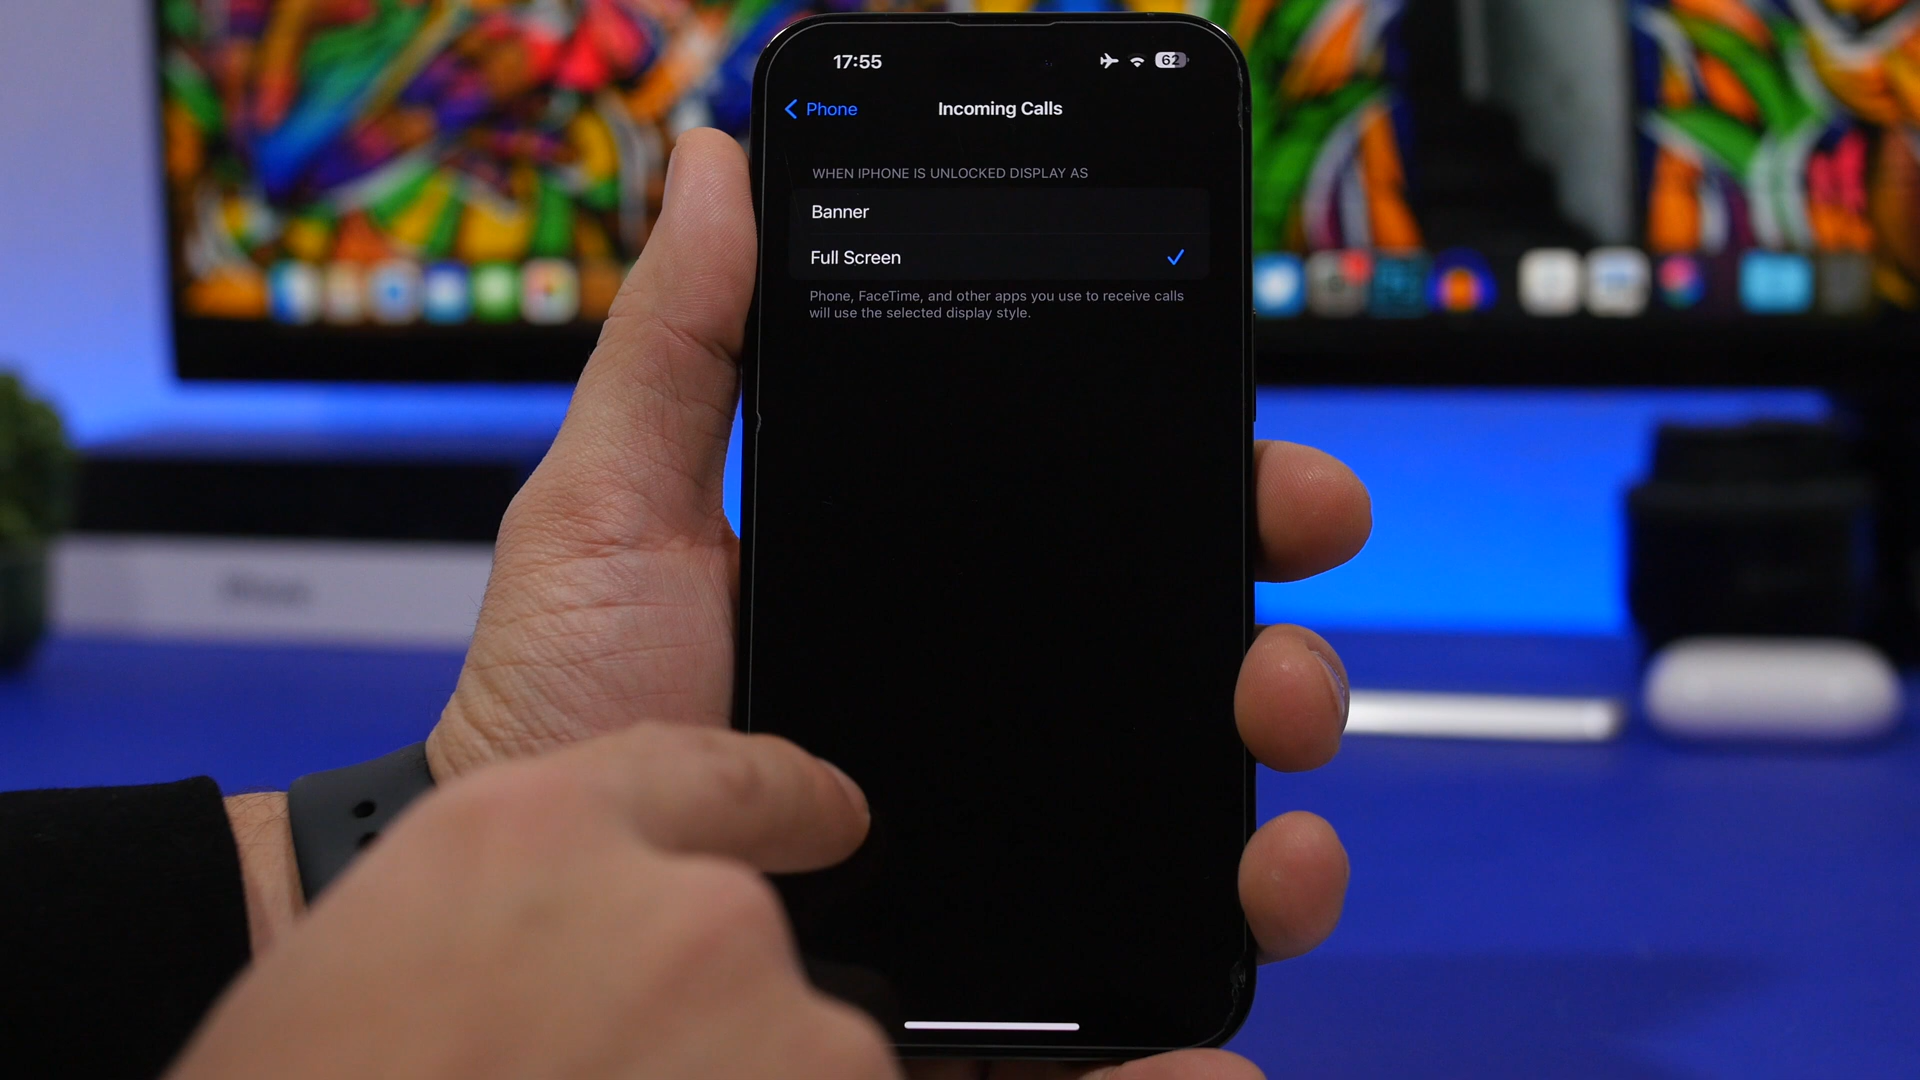 17:55
62
Phone
Incoming Calls
WHEN IPHONE IS UNLOCKED DISPLAY AS
Banner
Full Screen
Phone, FaceTime, and other apps you use to receive calls
will use the selected display style.